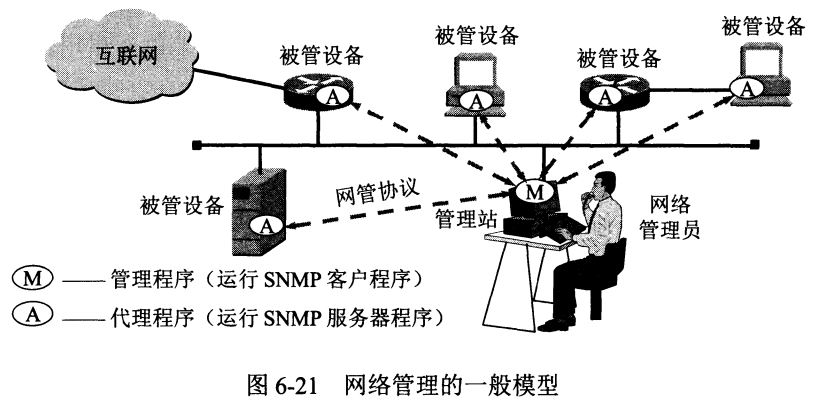 互联网
被管设备
被管设备
被管设备
被管设备
A
A
A
A
网管协议
M
被管设备
A
管理站
网络
管理员
M —— 管理程序（运行 SNMP 客户程序）
A —— 代理程序（运行 SNMP 服务器程序）
图 6-21 网络管理的一般模型